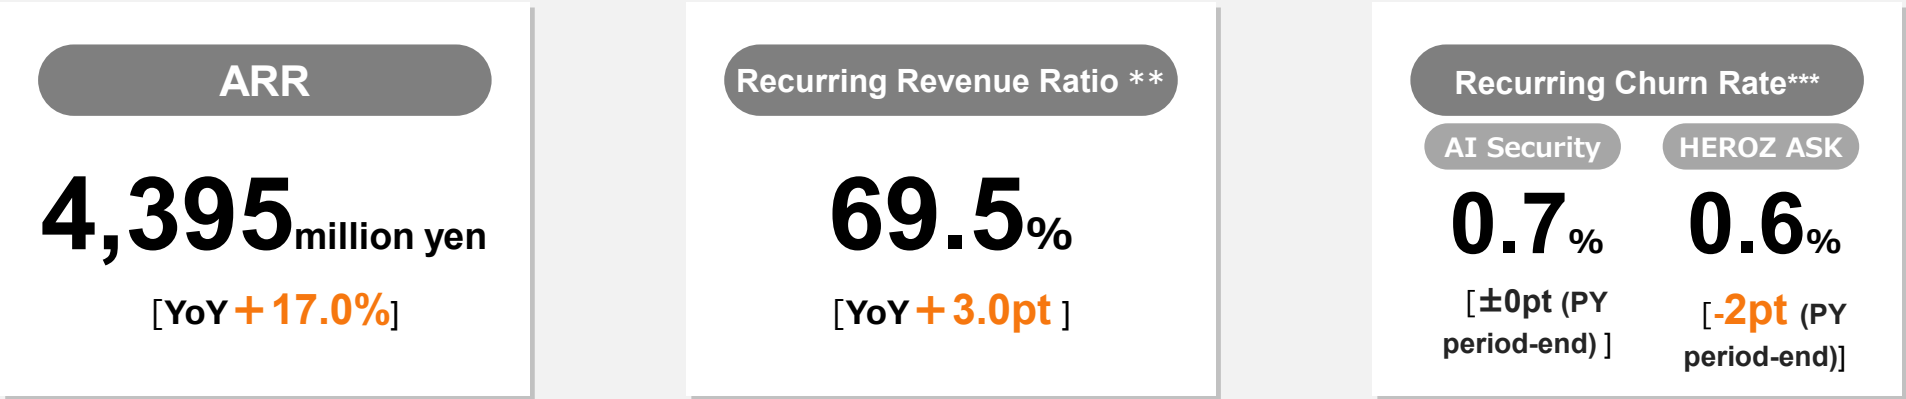 ARR
4,395million yen
[YoY＋17.0%]
Recurring Revenue Ratio **
69.5%
[YoY＋3.0pt ]
Recurring Churn Rate***
AI Security
0.7%
[±0pt (PY
period-end) ]
HEROZ ASK
0.6%
[-2pt (PY
period-end)]